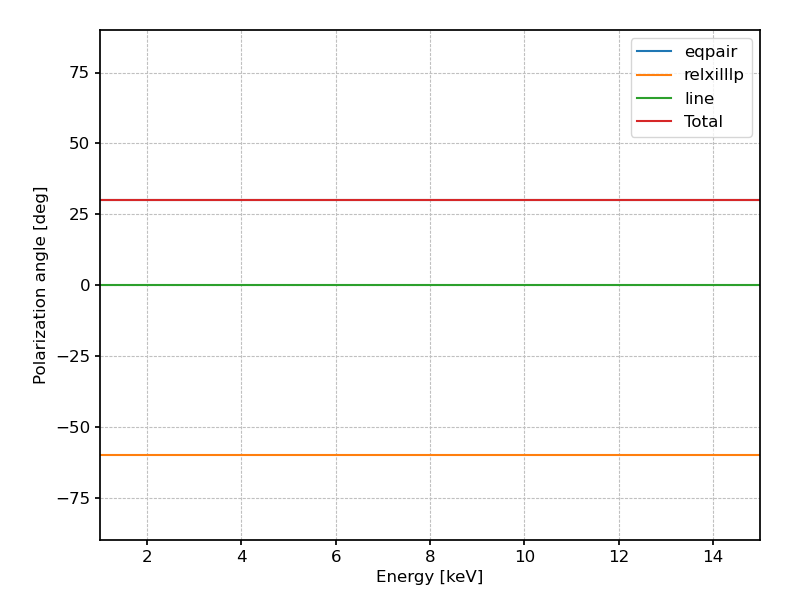 eqpair
relxilllp
line
Total
75
50
25
0
−25
−50
−75
Polarization angle [deg]
2 4 6 8 10 12 14
Energy [keV]